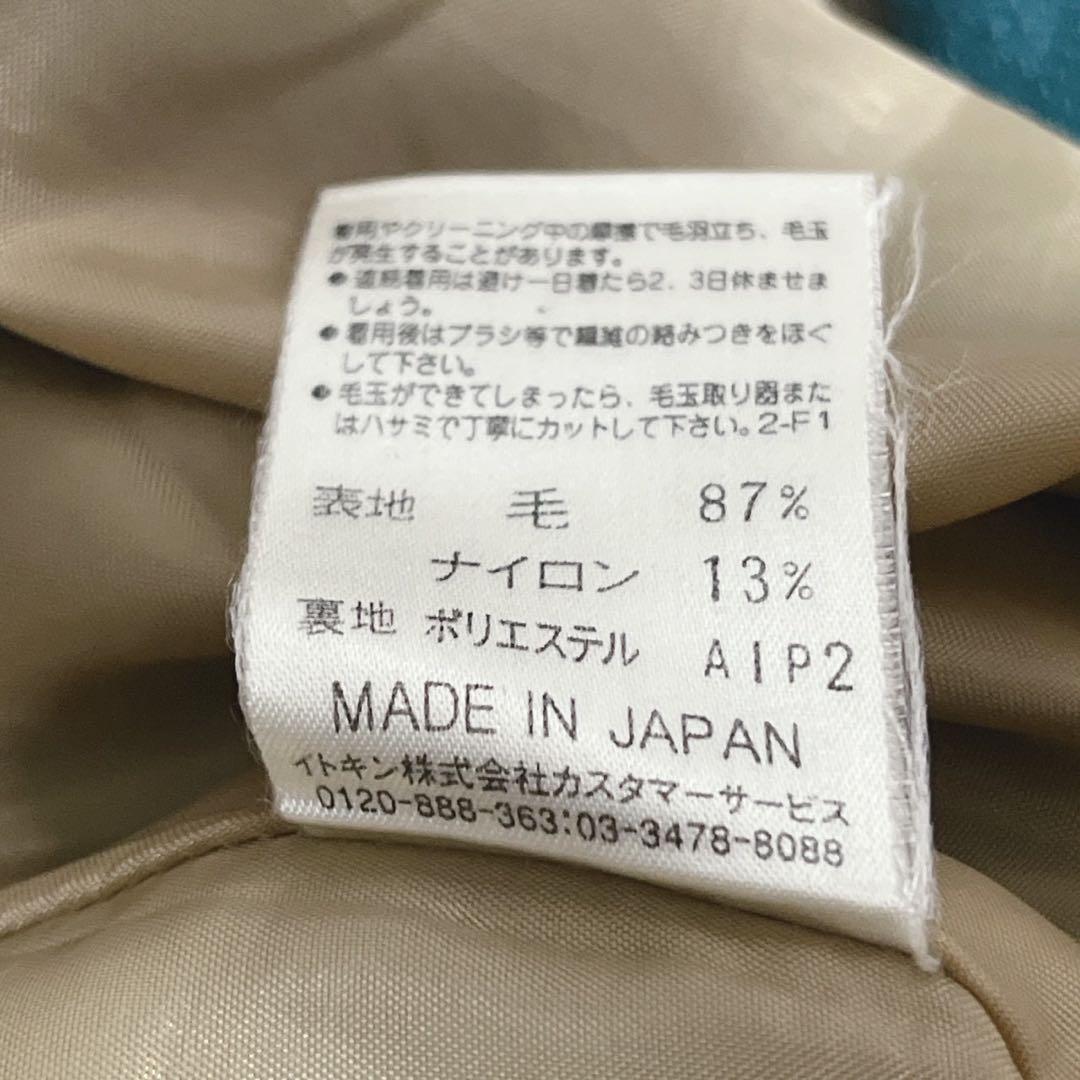 着用やクリーニング中の摩擦で毛羽立ち、毛玉
が発生することがあります。
● 連続着用は避け一日着たら2、3日休ませま
しょう。
● 着用後はブラシ等で繊維の絡みつきをほぐ
して下さい。
● 毛玉ができてしまったら、毛玉取り器また
はハサミで丁寧にカットして下さい。2-F1
表地 毛 87%
ナイロン 13%
裏地 ポリエステル A1P2
MADE IN JAPAN
イトキン株式会社カスタマーサービス
0120-888-363:03-3478-8088